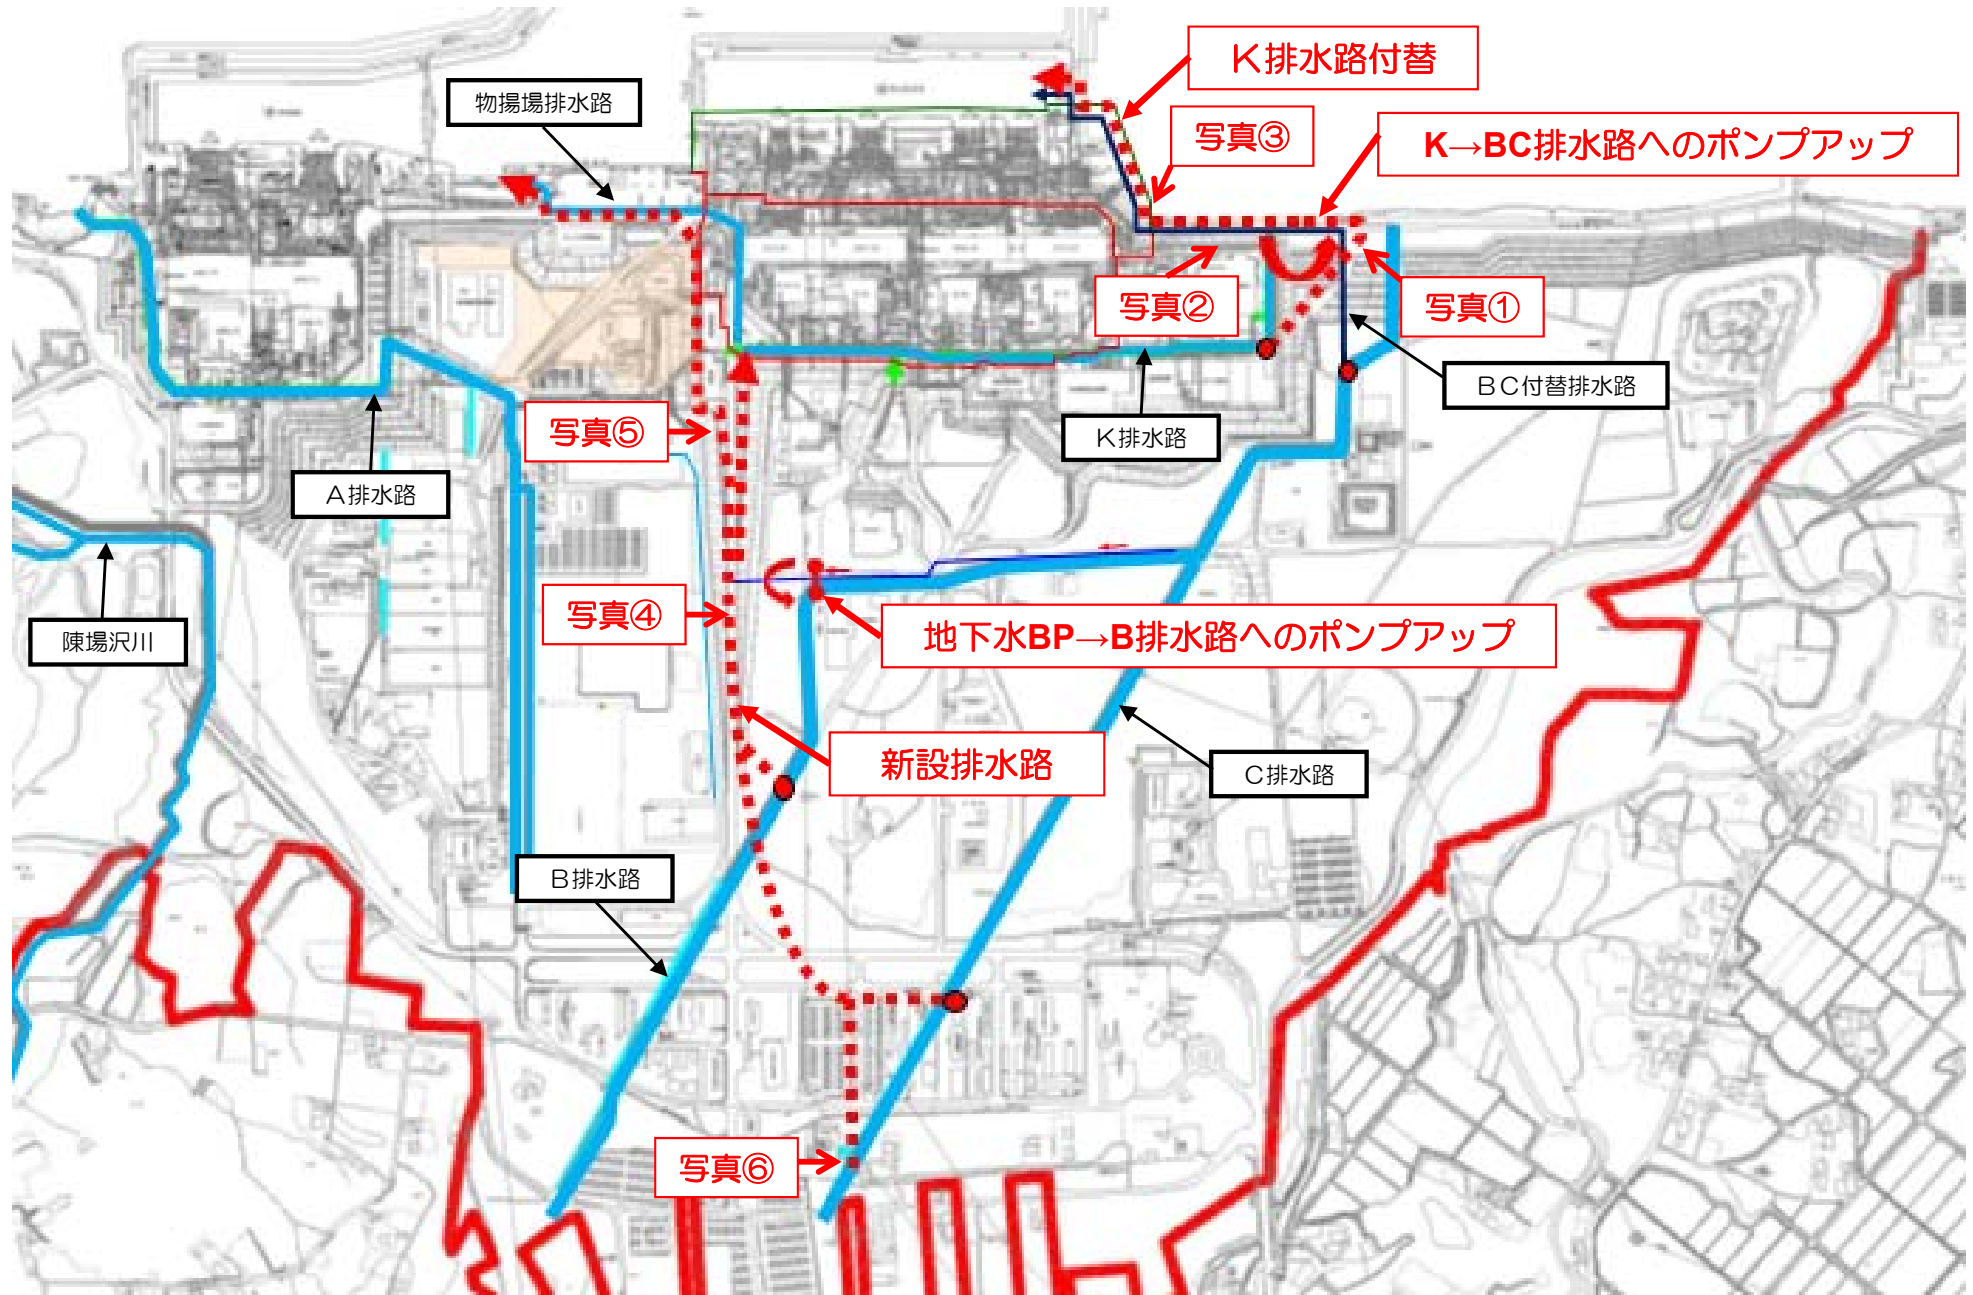 K排水路付替
物揚場排水路
写真③
K→BC排水路へのポンプアップ
写真②
写真①
BC付替排水路
写真⑤
K排水路
A排水路
写真④
陳場沢川
地下水BP→B排水路へのポンプアップ
新設排水路
C排水路
B排水路
写真⑥